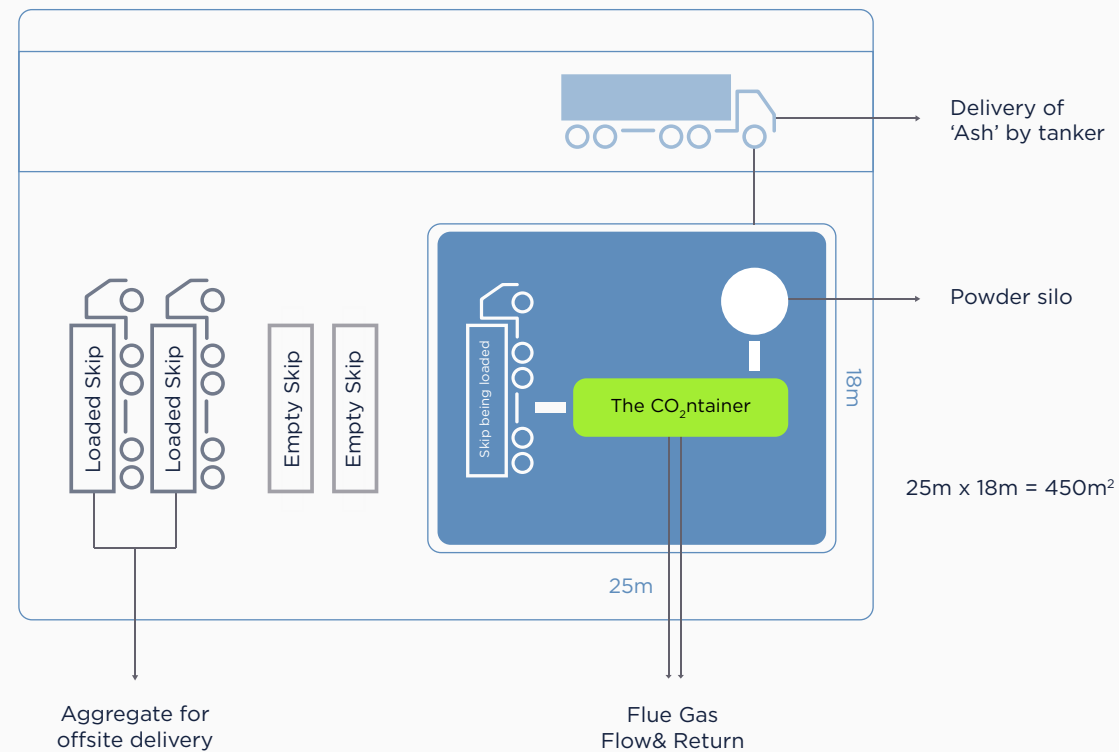 Delivery of
‘Ash’ by tanker
Powder silo
18m
Loaded Skip
Loaded Skip
Empty Skip
Empty Skip
Skip being loaded
The CO₂ntainer
25m x 18m = 450m²
25m
Aggregate for
offsite delivery
Flue Gas
Flow& Return